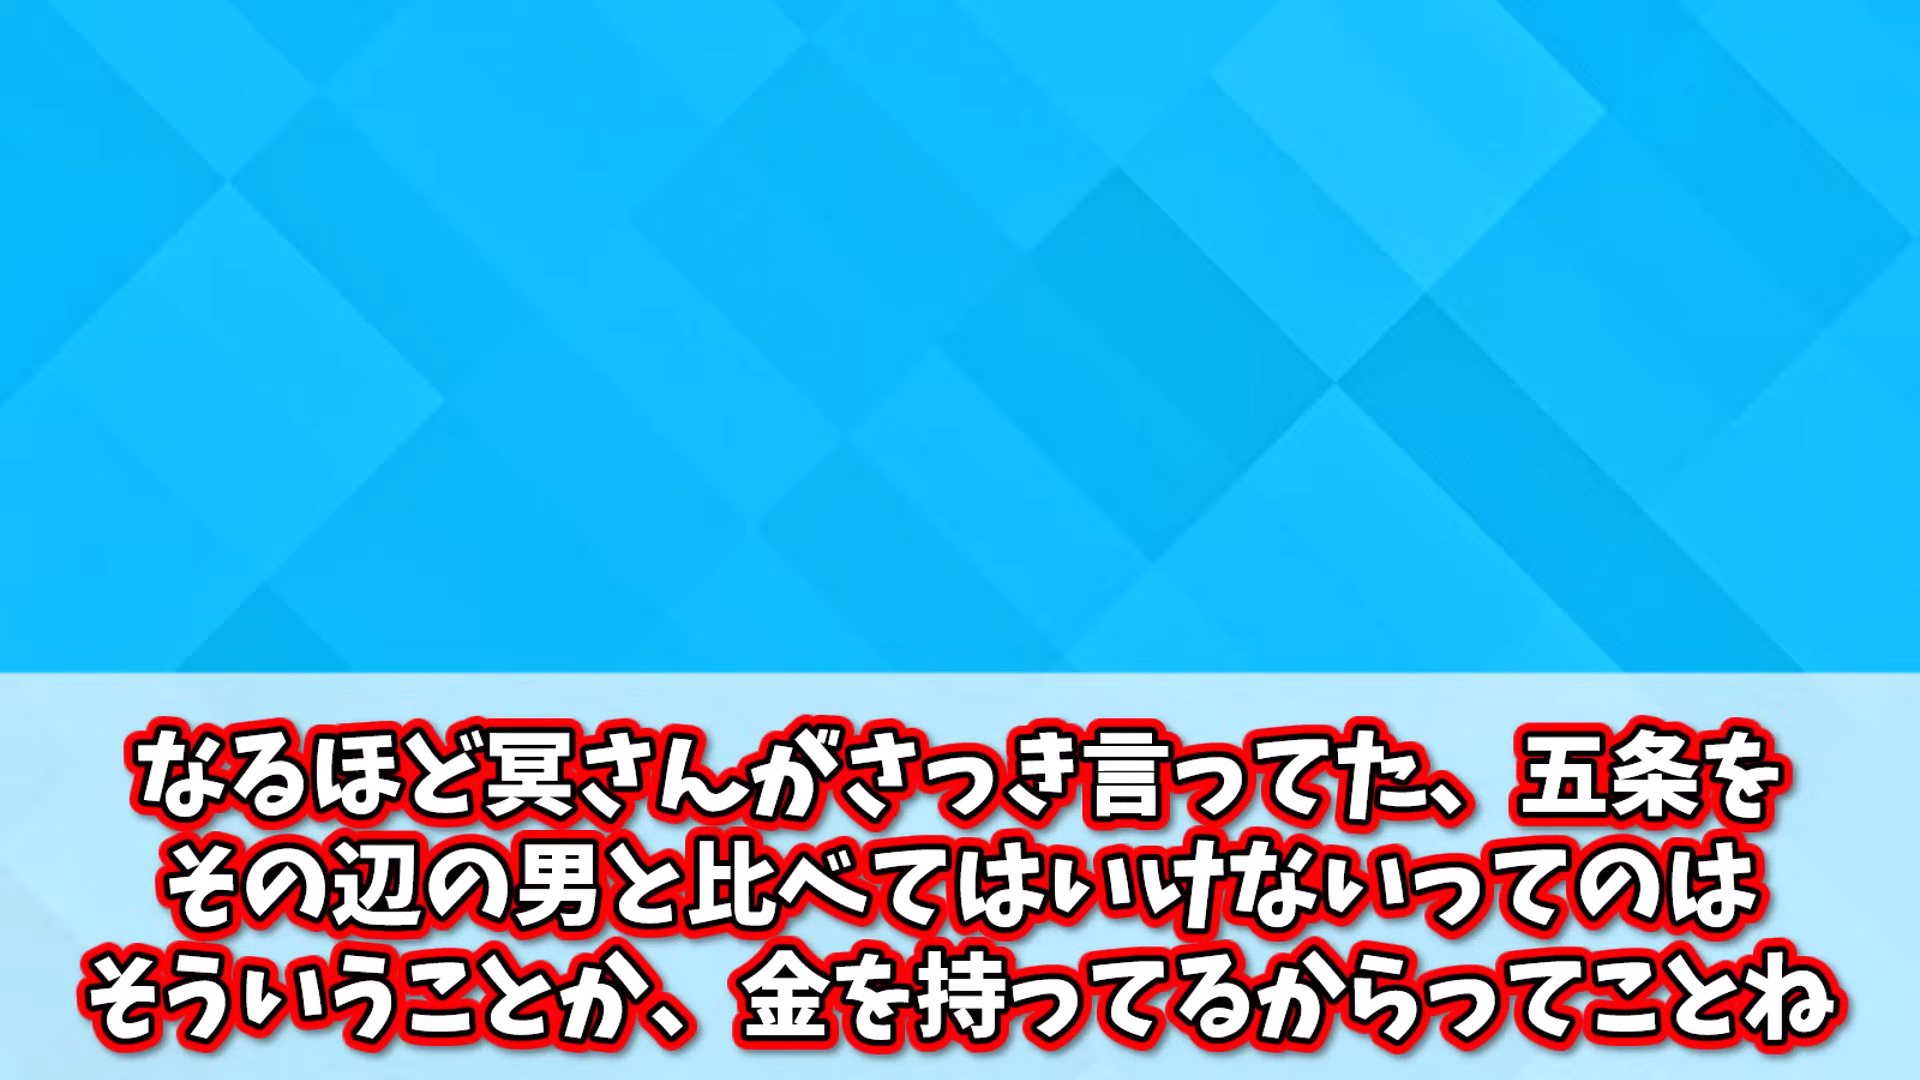 なるほど冥さんがさっき言ってた、五条を
その辺の男と比べてはいけないってのは
そういうことか、金を持ってるからってことね